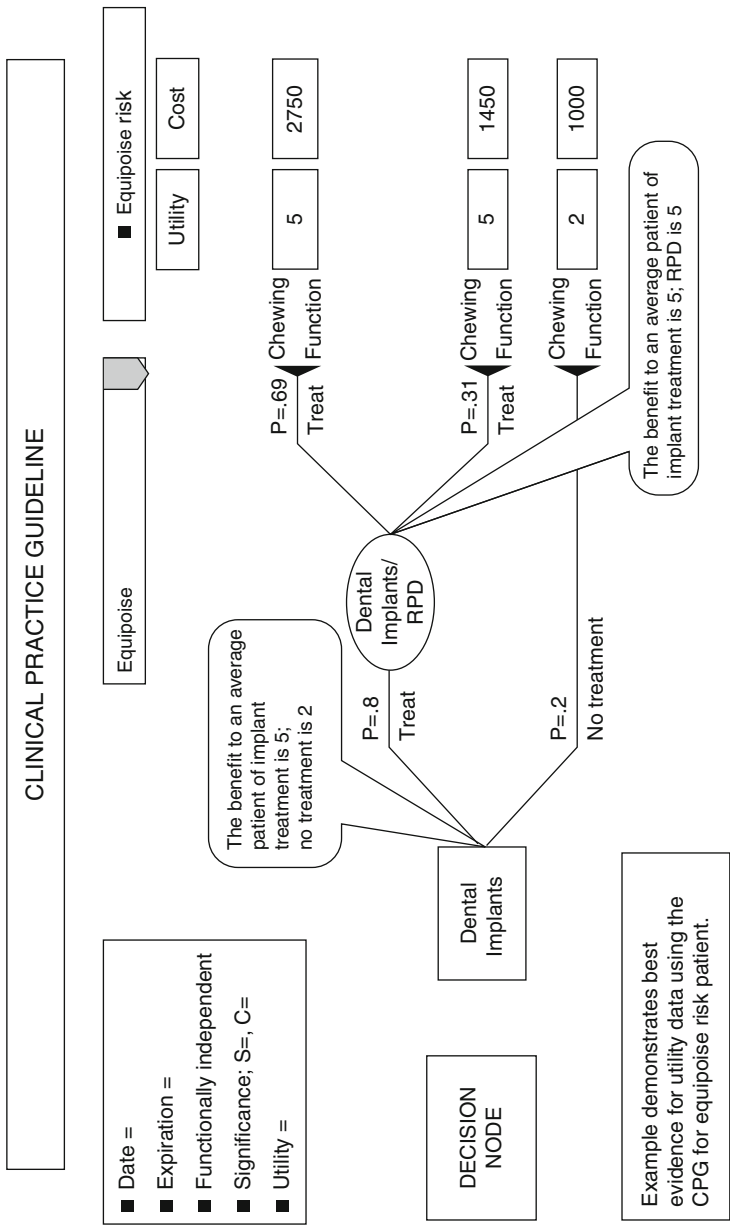 CLINICAL PRACTICE GUIDELINE
■ Date =
■ Expiration =
■ Functionally independent
■ Significance; S=, C=
■ Utility =
Equipoise
■ Equipoise risk
Utility
Cost
The benefit to an average
patient of implant
treatment is 5;
no treatment is 2
DECISION
NODE
Dental
Implants
P=.8
Treat
Dental
Implants/
RPD
P=.69
Treat
Chewing
Function
5
2750
P=.31
Treat
Chewing
Function
5
1450
P=.2
No treatment
Chewing
Function
2
1000
The benefit to an average patient of
implant treatment is 5; RPD is 5
Example demonstrates best
evidence for utility data using the
CPG for equipoise risk patient.